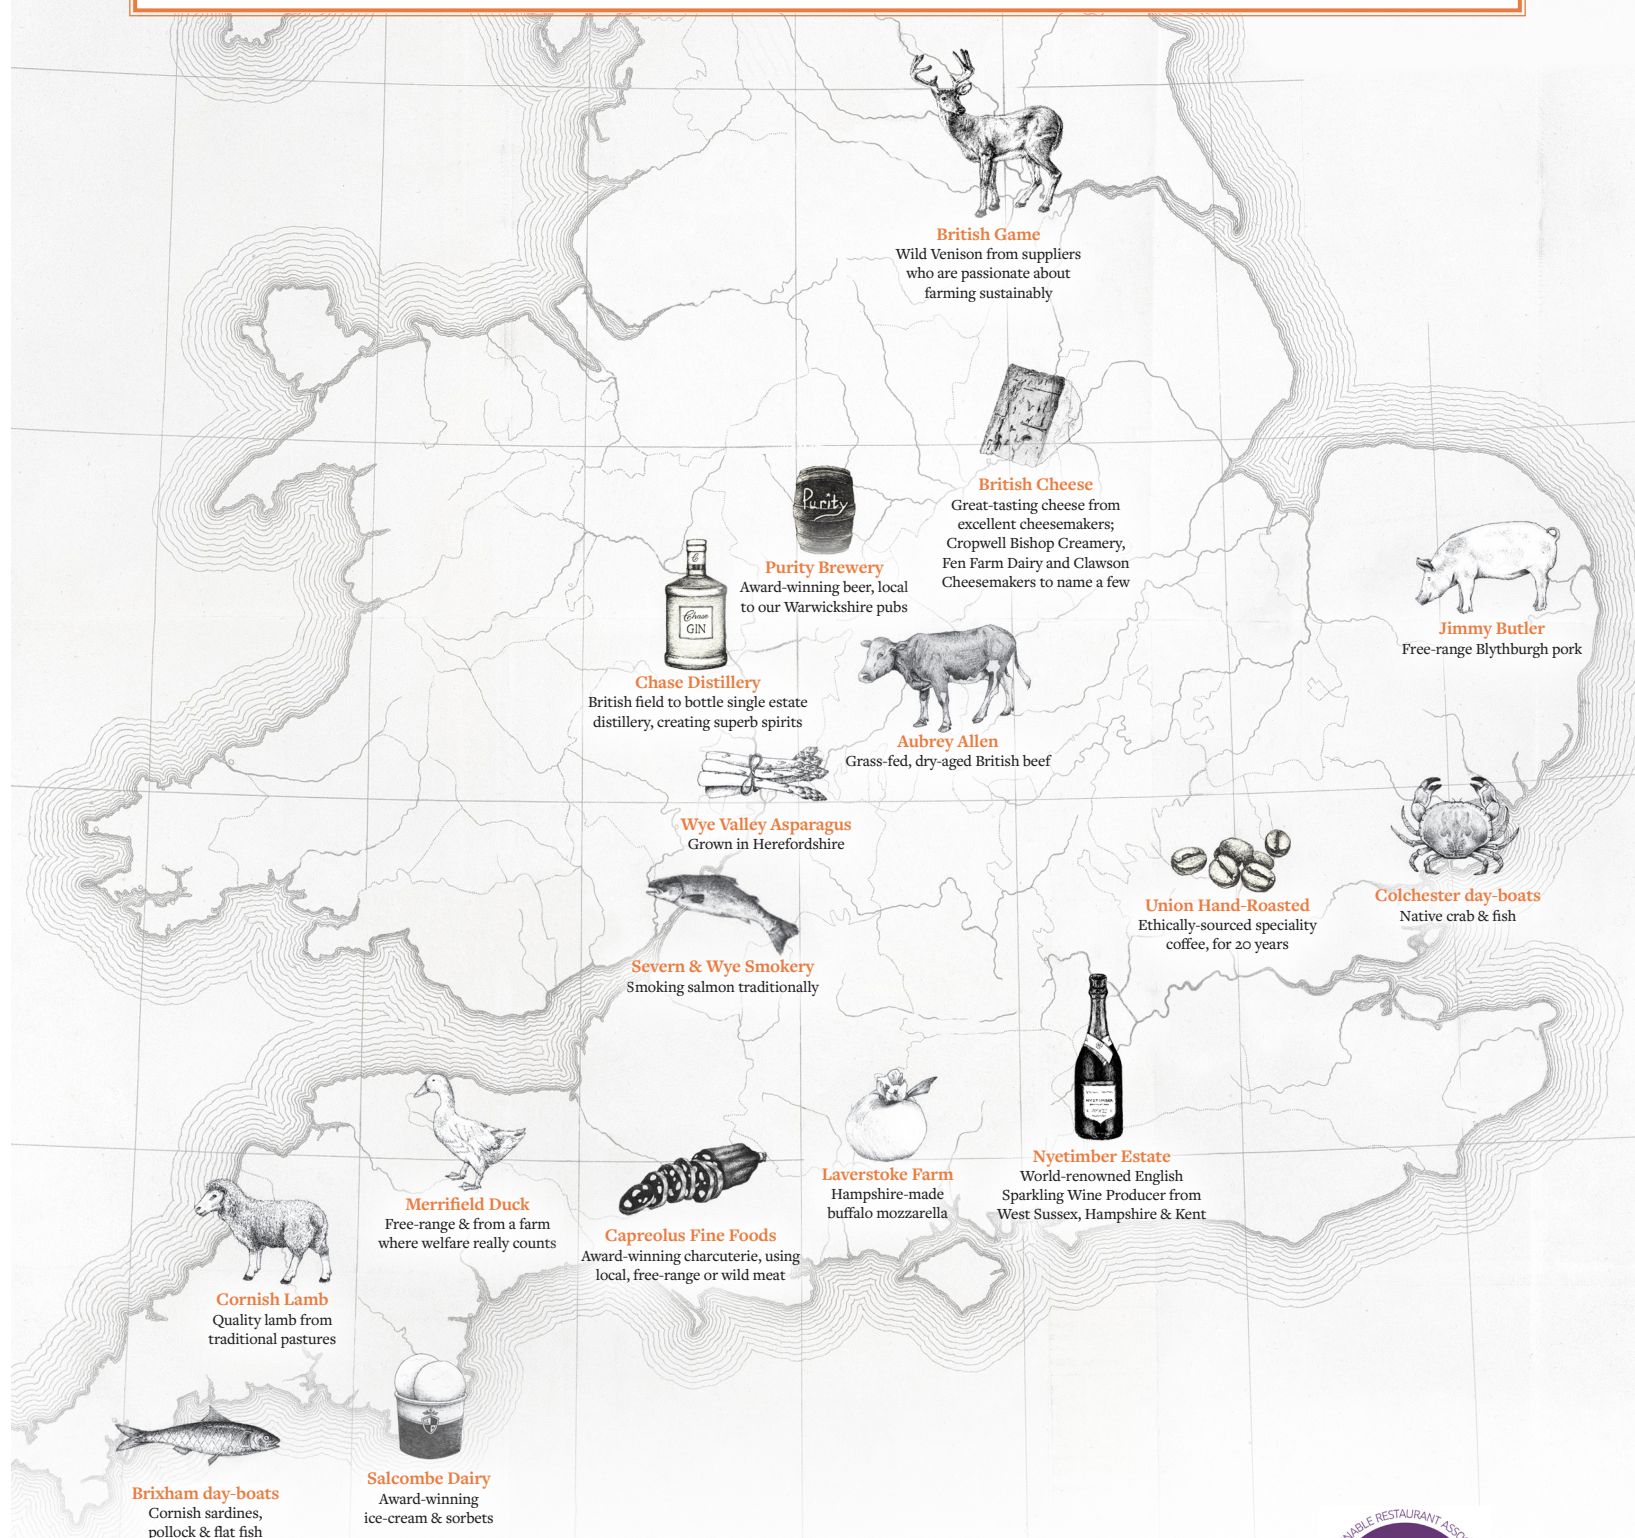 British Game
Wild Venison from suppliers
who are passionate about
farming sustainably
British Cheese
Great-tasting cheese from
excellent cheesemakers;
Cropwell Bishop Creamery,
Fen Farm Dairy and Clawson
Cheesemakers to name a few
Purity
Purity Brewery
Award-winning beer, local
to our Warwickshire pubs
Jimmy Butler
Free-range Blythburgh pork
Chase
GIN
Chase Distillery
British field to bottle single estate
distillery, creating superb spirits
Aubrey Allen
Grass-fed, dry-aged British beef
Wye Valley Asparagus
Grown in Herefordshire
Union Hand-Roasted
Ethically-sourced speciality
coffee, for 20 years
Colchester day-boats
Native crab & fish
Severn & Wye Smokery
Smoking salmon traditionally
NYETIMBER
Nyetimber Estate
World-renowned English
Sparkling Wine Producer from
West Sussex, Hampshire & Kent
Laverstoke Farm
Hampshire-made
buffalo mozzarella
Merrifield Duck
Free-range & from a farm
where welfare really counts
Capreolus Fine Foods
Award-winning charcuterie, using
local, free-range or wild meat
Cornish Lamb
Quality lamb from
traditional pastures
Salcombe Dairy
Award-winning
ice-cream & sorbets
Brixham day-boats
Cornish sardines,
pollock & flat fish
NABLE RESTAURANT ASSO